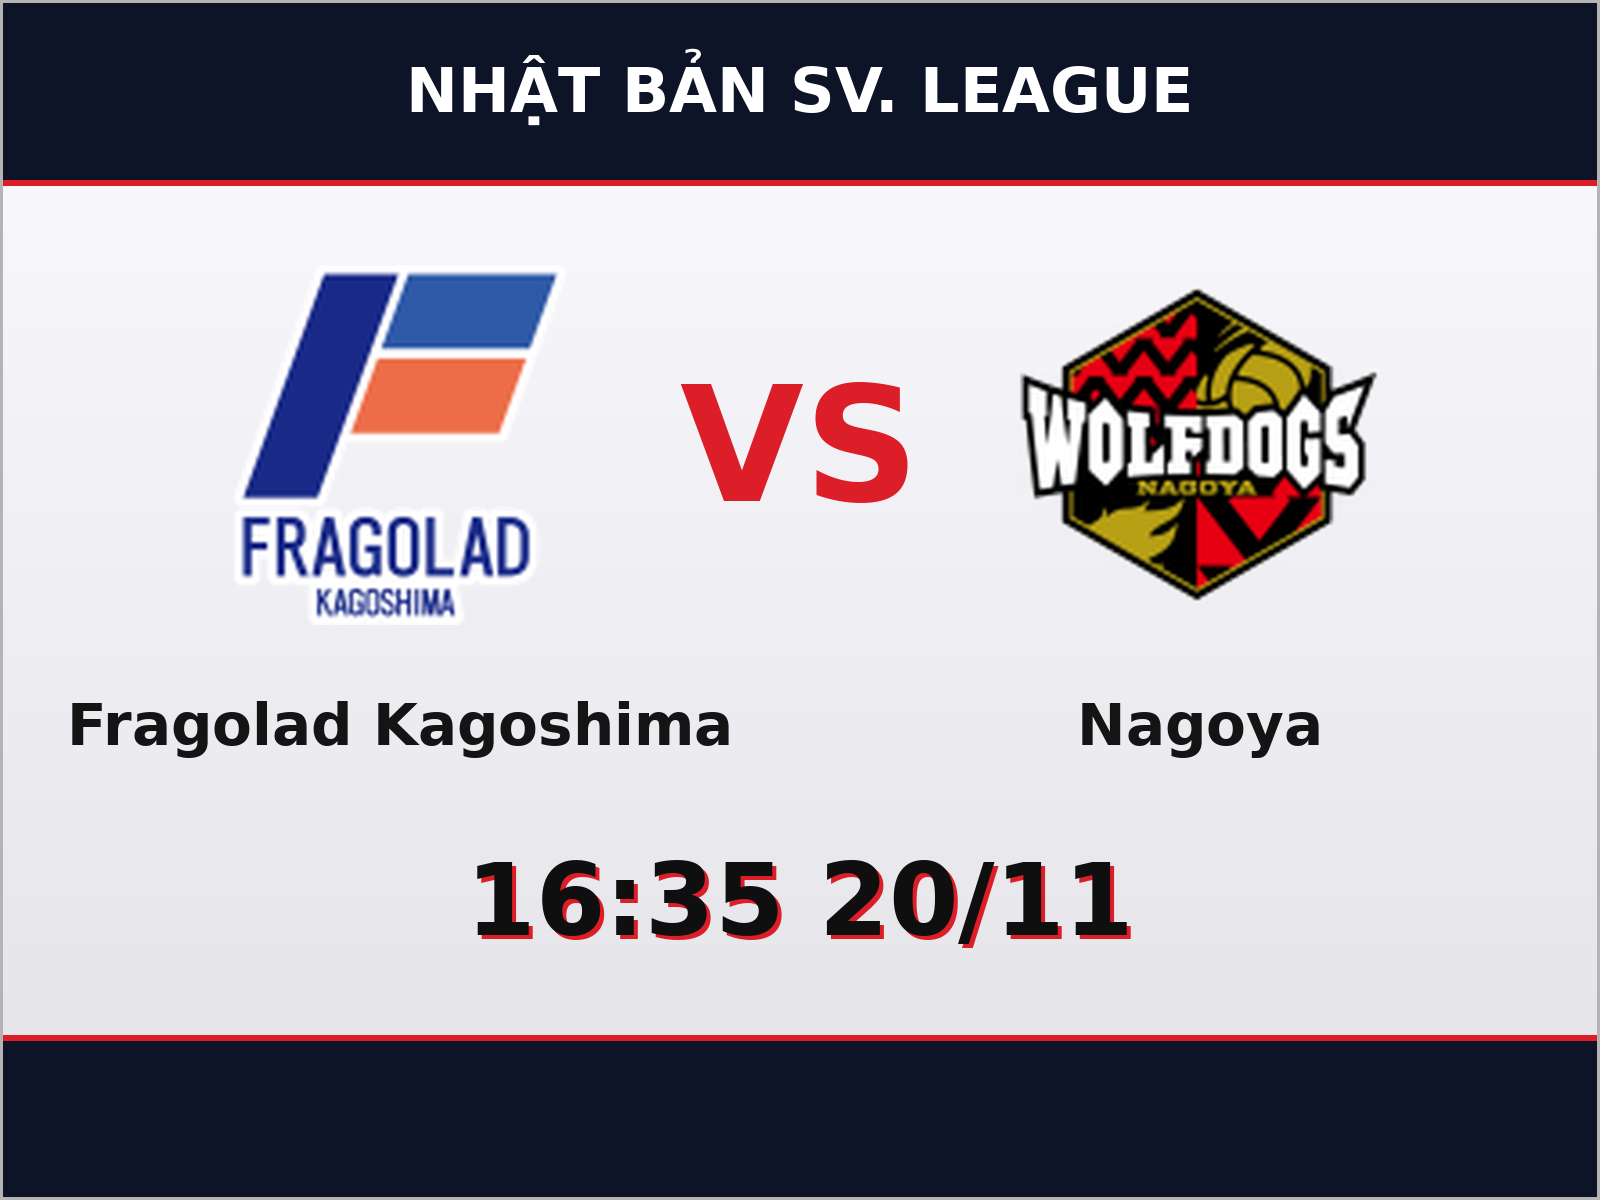 NHẬT BẢN SV. LEAGUE
FRAGOLAD
KAGOSHIMA
VS
WOLFDOGS
NAGOYA
Fragolad Kagoshima
Nagoya
16:35 20/11